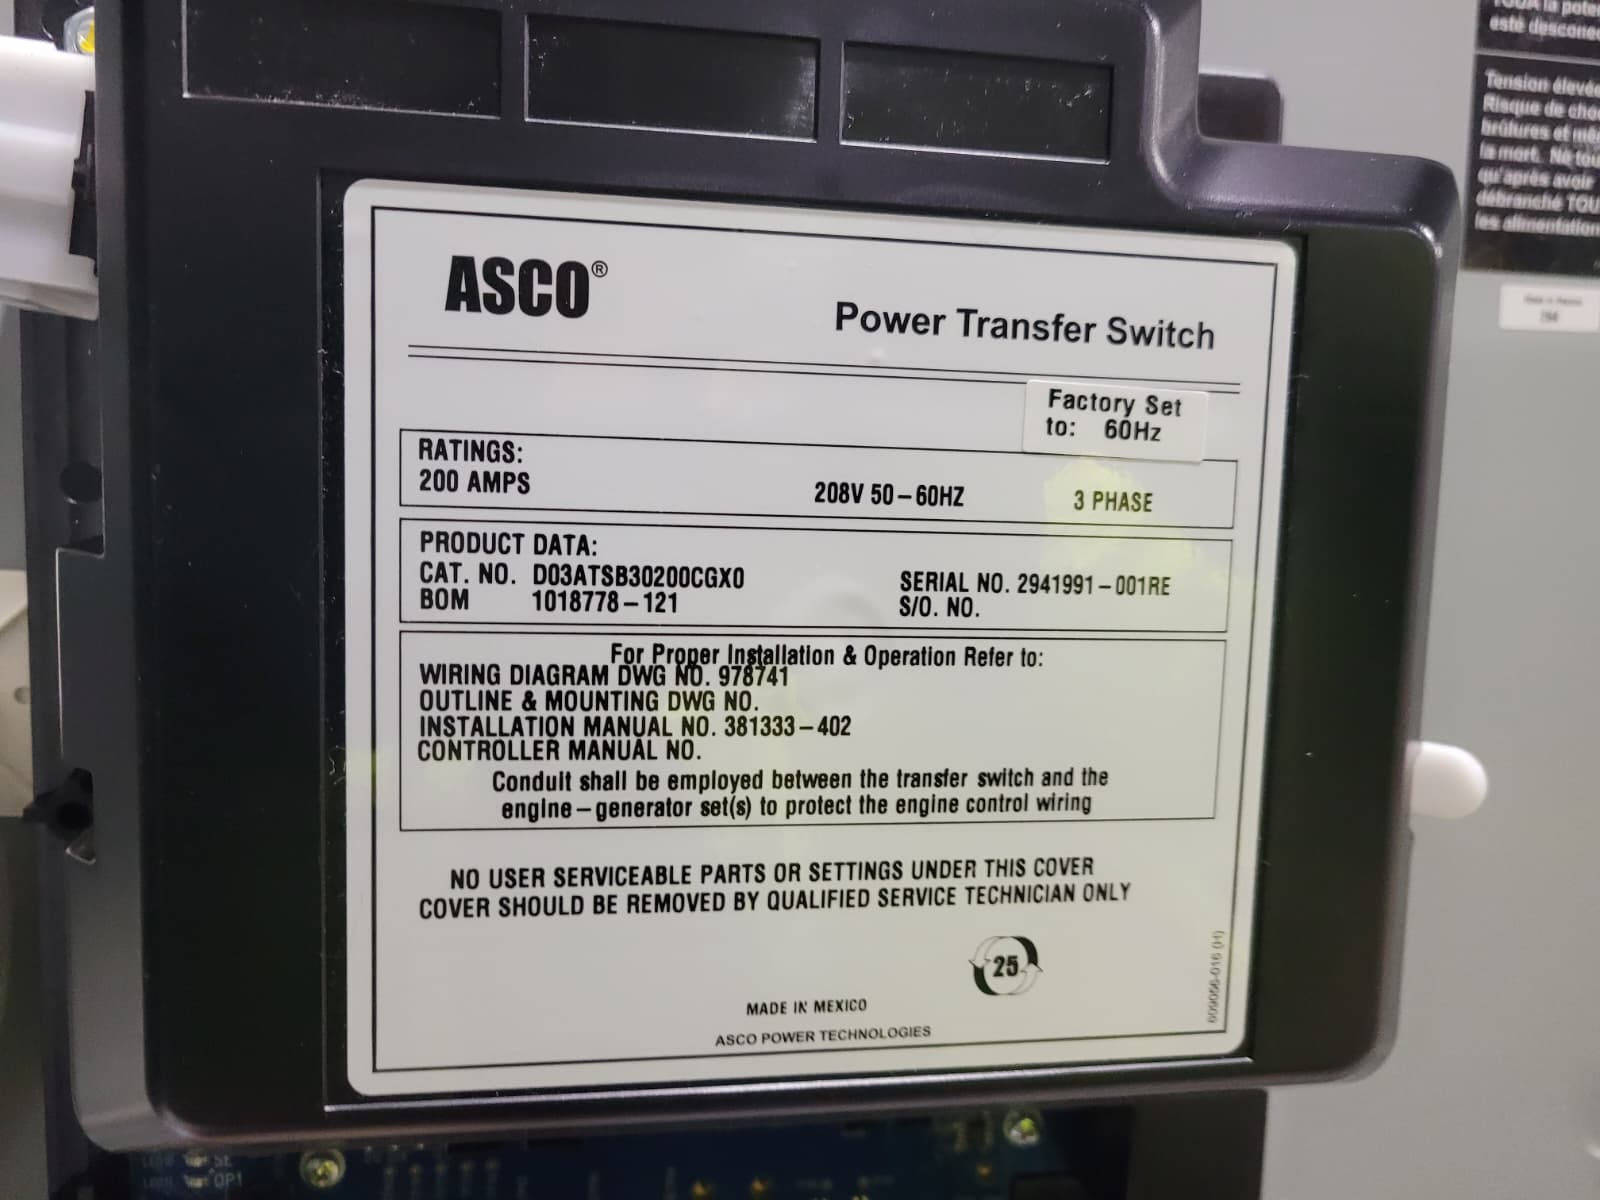 TODA la
esté
Tension élevée
Risque de
brûlures et
la mort. Ne
qu'après avoir
débranché
les
ASCO®
Power Transfer Switch
Factory Set
to: 60Hz
RATINGS:
200 AMPS 208V 50-60HZ 3 PHASE
PRODUCT DATA:
CAT. NO. D03ATSB30200CGX0 SERIAL NO. 2941991-001RE
BOM 1018778-121 S/O. NO.
For Proper Installation & Operation Refer to:
WIRING DIAGRAM DWG NO. 978741
OUTLINE & MOUNTING DWG NO.
INSTALLATION MANUAL NO. 381333-402
CONTROLLER MANUAL NO.
Conduit shall be employed between the transfer switch and the
engine-generator set(s) to protect the engine control wiring
NO USER SERVICEABLE PARTS OR SETTINGS UNDER THIS COVER
COVER SHOULD BE REMOVED BY QUALIFIED SERVICE TECHNICIAN ONLY
25
MADE IN MEXICO
ASCO POWER TECHNOLOGIES
OP1